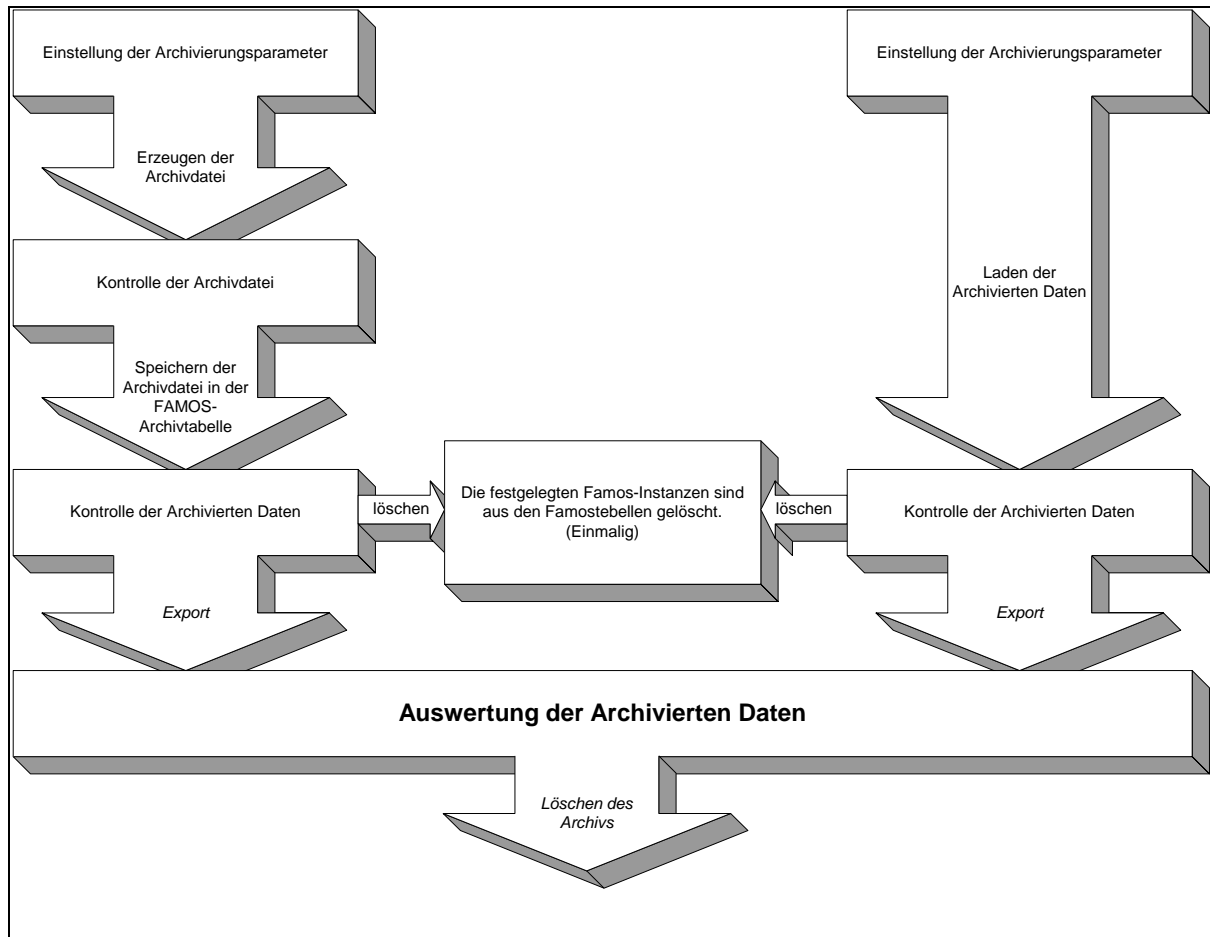 Einstellung der Archivierungsparameter
Einstellung der Archivierungsparameter
Erzeugen der
Archivdatei
Kontrolle der Archivdatei
Laden der
Archivierten Daten
Speichern der
Archivdatei in der
FAMOS-
Archivtabelle
Kontrolle der Archivierten Daten
löschen
Die festgelegten Famos-Instanzen sind
aus den Famostebellen gelöscht.
(Einmalig)
löschen
Kontrolle der Archivierten Daten
Export
Export
Auswertung der Archivierten Daten
Löschen des
Archivs